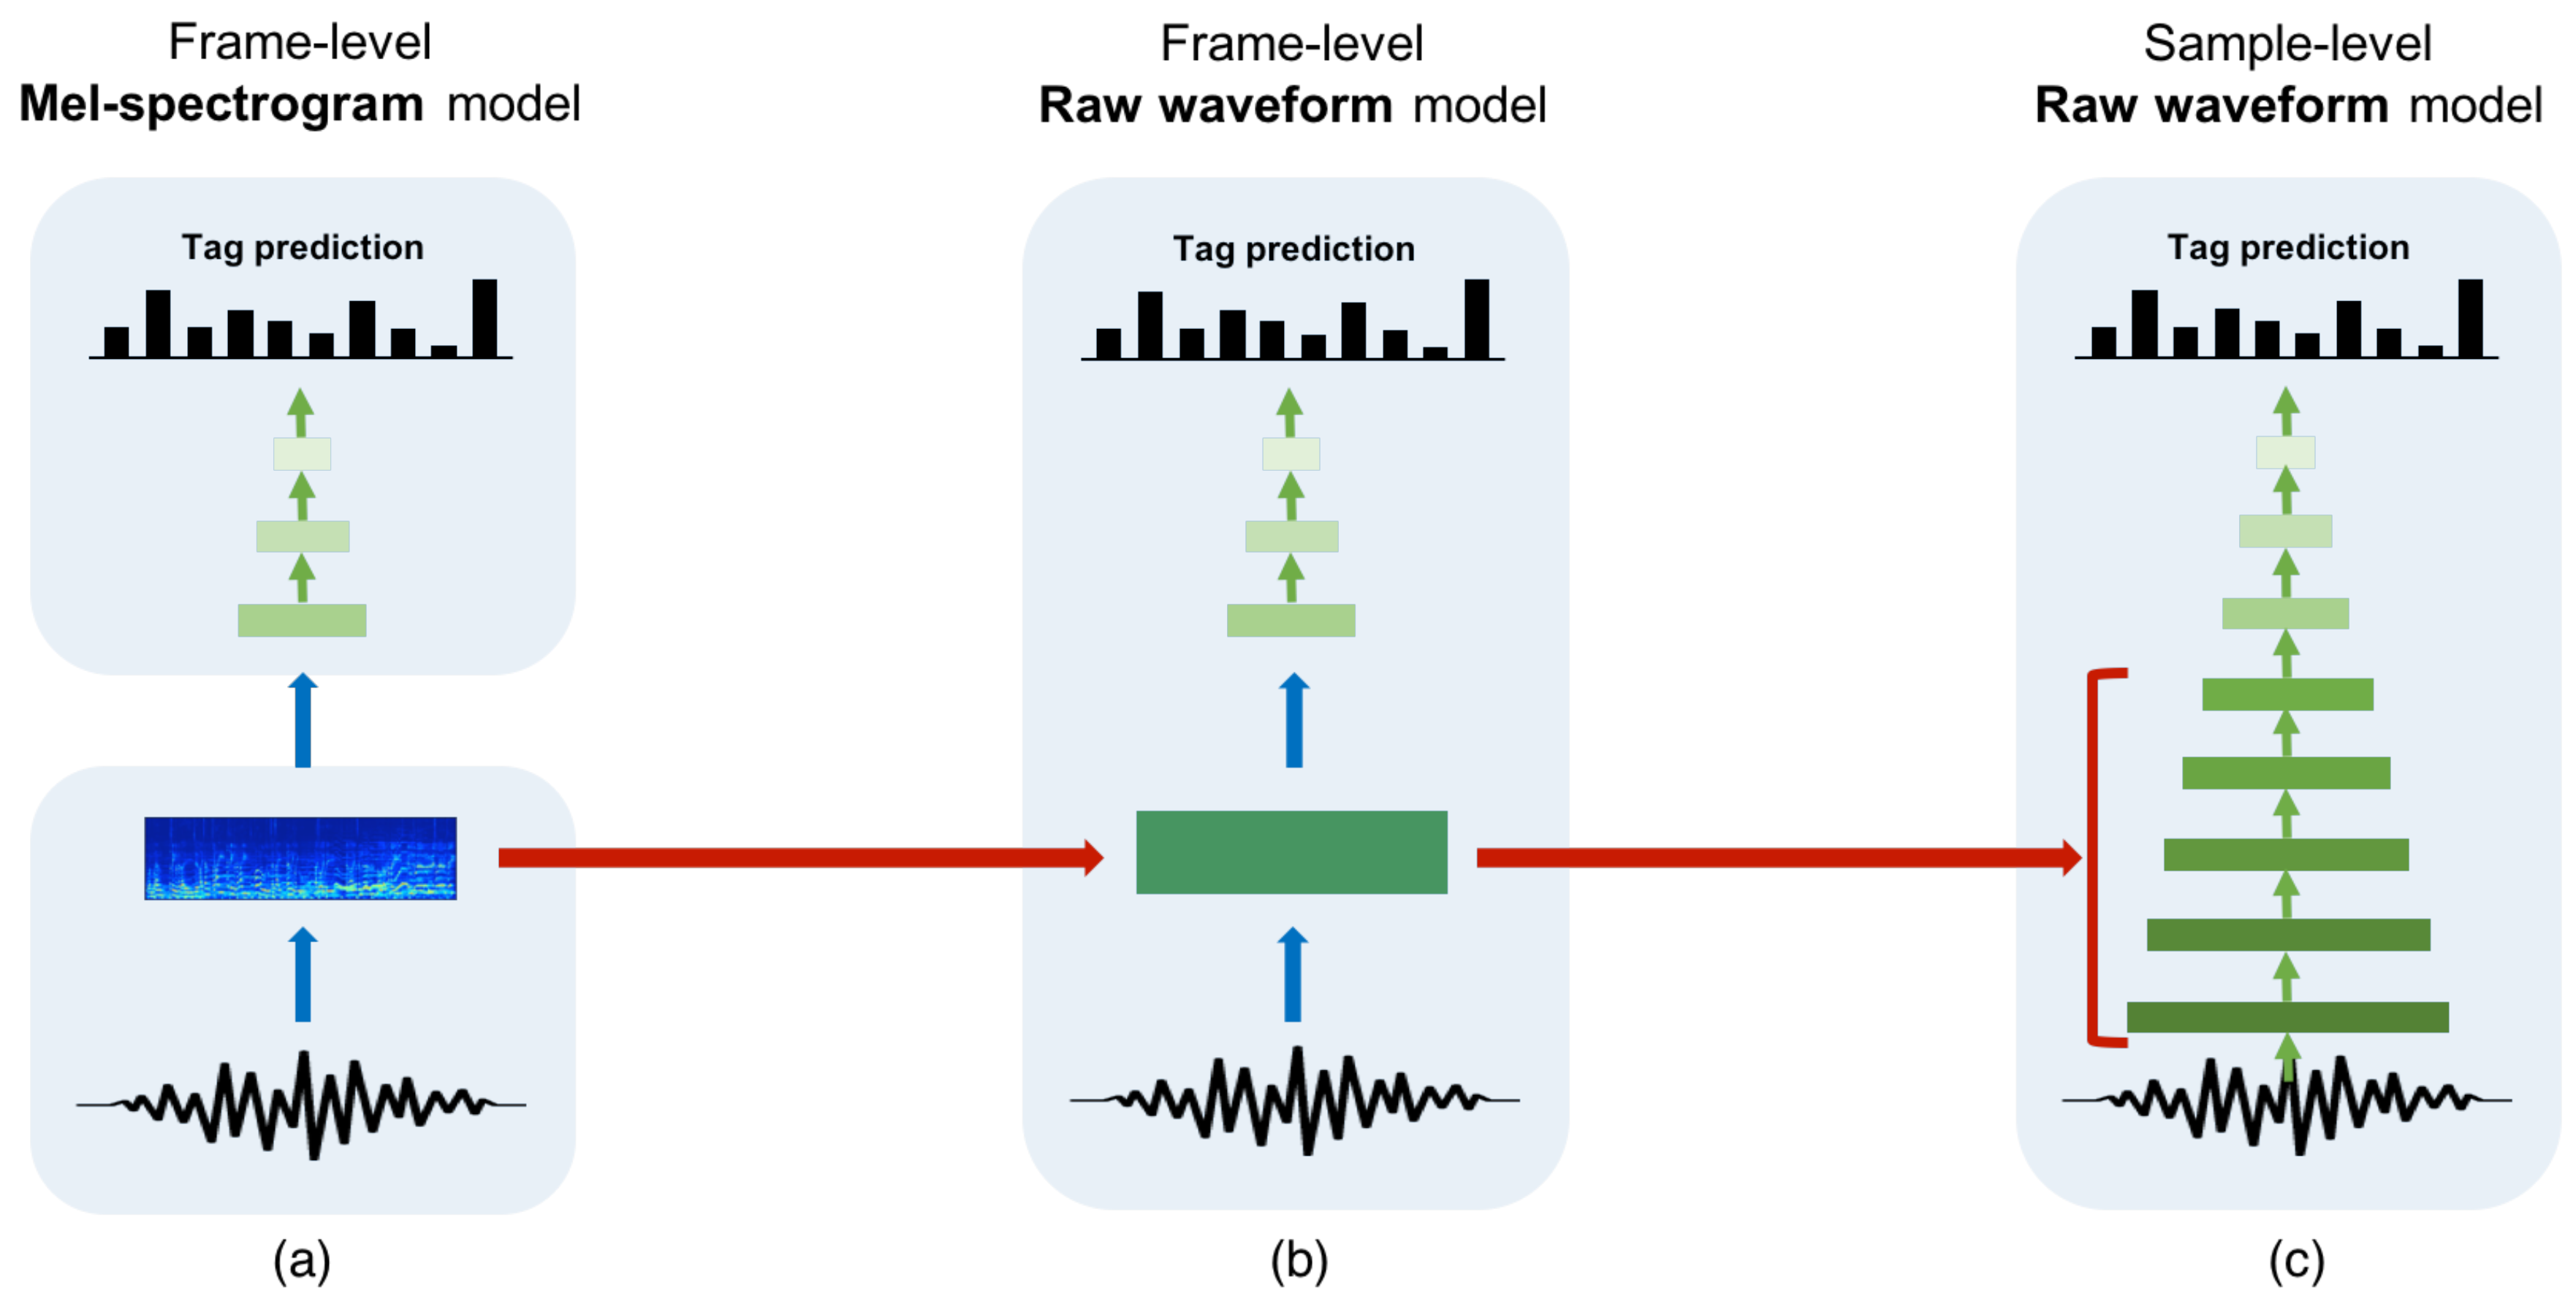 Frame-level
Mel-spectrogram model
Frame-level
Raw waveform model
Sample-level
Raw waveform model
Tag prediction
Tag prediction
Tag prediction
(a)
(b)
(c)